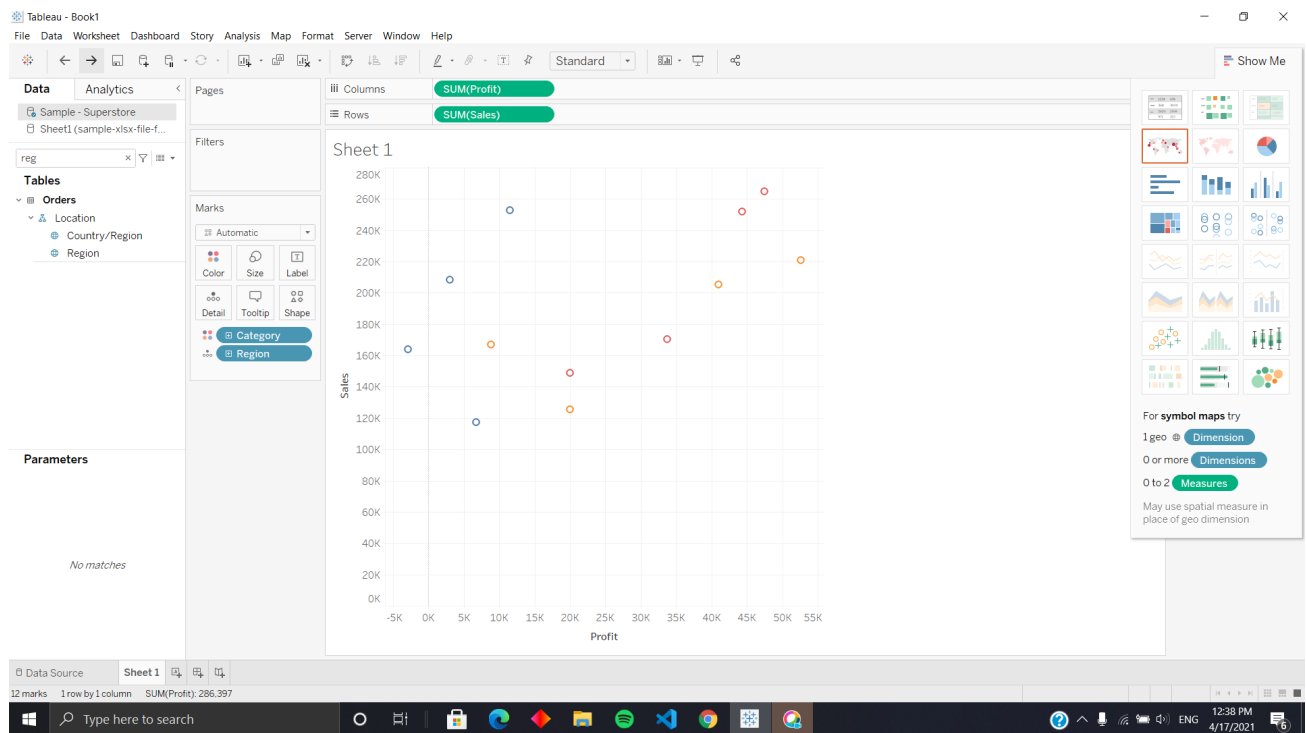 Tableau - Book1
File Data Worksheet Dashboard Story Analysis Map Format Server Window Help
Standard
Show Me
Data Analytics
Sample - Superstore
Sheet1 (sample-xlsx-file-f...
reg
Tables
Orders
Location
Country/Region
Region
Parameters
No matches
Pages
Filters
Marks
Automatic
Color Size Label
Detail Tooltip Shape
Category
Region
Columns SUM(Profit)
Rows SUM(Sales)
Sheet 1
280K
260K
240K
220K
200K
180K
160K
140K
120K
100K
80K
60K
40K
20K
0K
Sales
-5K 0K 5K 10K 15K 20K 25K 30K 35K 40K 45K 50K 55K
Profit
For symbol maps try
1 geo Dimension
0 or more Dimensions
0 to 2 Measures
May use spatial measure in
place of geo dimension
Data Source Sheet 1
12 marks 1 row by 1 column SUM(Profit): 286,397
Type here to search
ENG
12:38 PM
4/17/2021
6